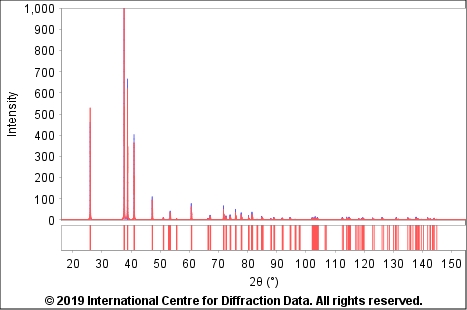 1,000
900
800
700
600
500
400
300
200
100
0
Intensity
20 30 40 50 60 70 80 90 100 110 120 130 140 150
2θ (°)
© 2019 International Centre for Diffraction Data. All rights reserved.